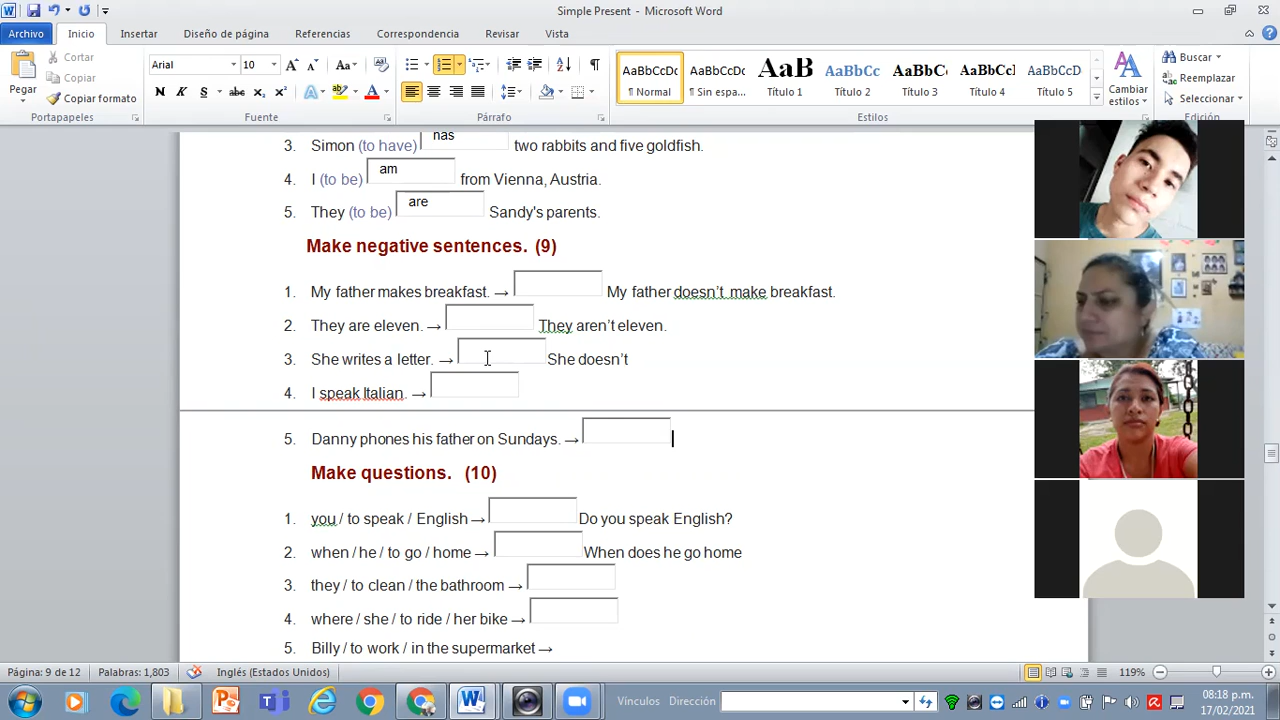 Simple Present - Microsoft Word
Archivo Inicio Insertar Diseño de página Referencias Correspondencia Revisar Vista
Pegar
Cortar
Copiar
Copiar formato
Portapapeles
Arial 10
Fuente
Párrafo
AaBbCcDc AaBbCcDc AaB AaBbCc AaBbCc AaBbCc AaBbCcD
¶ Normal ¶ Sin espa... Título 1 Título 2 Título 3 Título 4 Título 5
Estilos
Cambiar estilos
Buscar
Reemplazar
Seleccionar
Edición
3. Simon (to have) has two rabbits and five goldfish.
4. I (to be) am from Vienna, Austria.
5. They (to be) are Sandy's parents.
Make negative sentences. (9)
1. My father makes breakfast. → My father doesn't make breakfast.
2. They are eleven. → They aren't eleven.
3. She writes a letter. → She doesn't
4. I speak Italian. →
5. Danny phones his father on Sundays. →
Make questions. (10)
1. you / to speak / English → Do you speak English?
2. when / he / to go / home → When does he go home
3. they / to clean / the bathroom →
4. where / she / to ride / her bike →
5. Billy / to work / in the supermarket →
Página: 9 de 12 Palabras: 1,803 Inglés (Estados Unidos) 119%
Vínculos Dirección 08:18 p.m.
17/02/2021